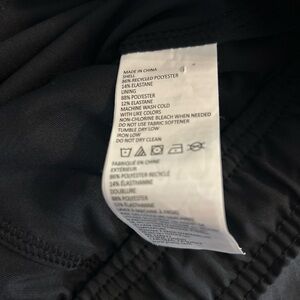 MADE IN CHINA
SHELL
86% RECYCLED POLYESTER
14% ELASTANE
LINING
88% POLYESTER
12% ELASTANE
MACHINE WASH COLD
WITH LIKE COLORS
NON-CHLORINE BLEACH WHEN NEEDED
DO NOT USE FABRIC SOFTENER
TUMBLE DRY LOW
IRON LOW
DO NOT DRY CLEAN
FABRIQUÉ EN CHINE
EXTÉRIEUR
86% POLYESTER RECYCLÉ
14% ÉLASTHANNE
DOUBLURE
88% POLYESTER
12% ÉLASTHANNE